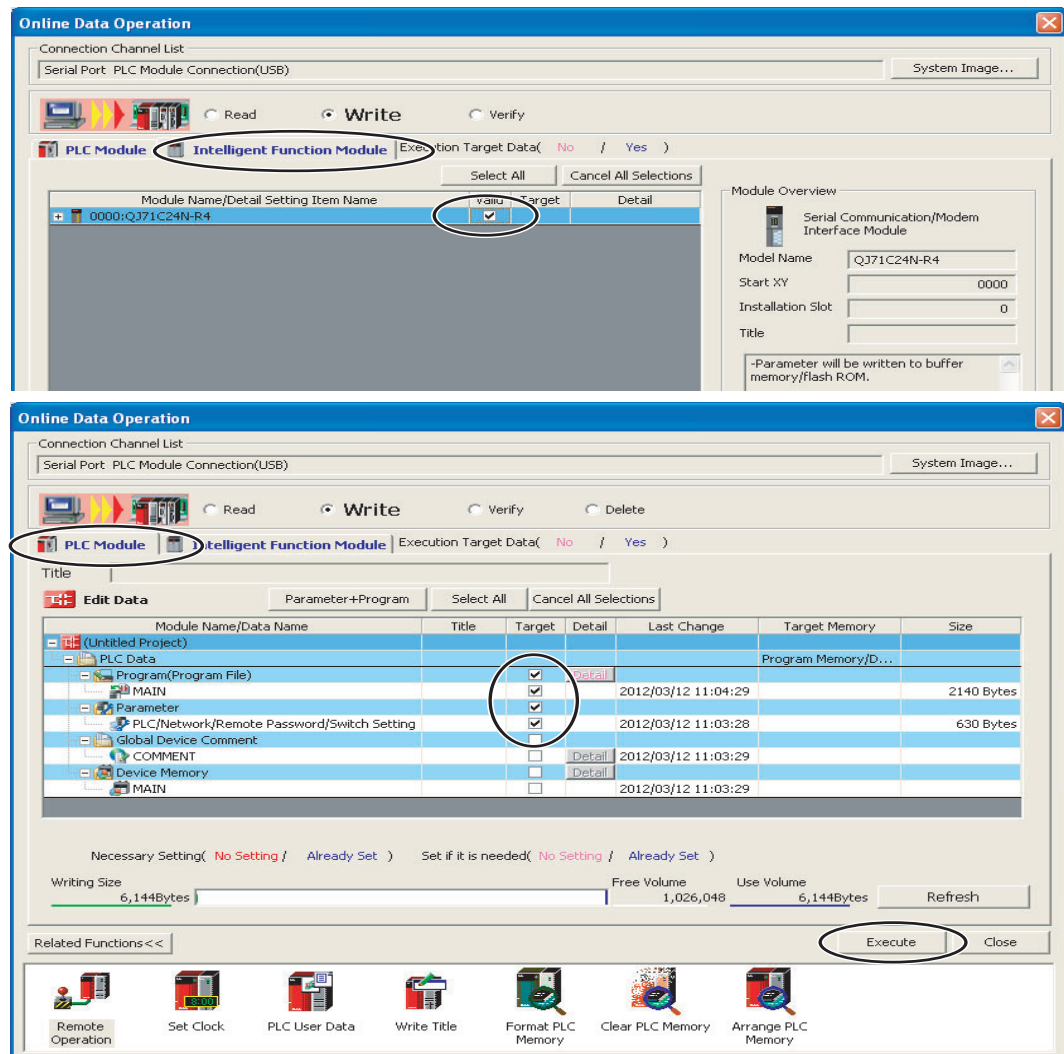 Online Data Operation
Connection Channel List
Serial Port PLC Module Connection(USB)
System Image...
Read Write Verify
PLC Module Intelligent Function Module Execution Target Data( No / Yes )
Select All Cancel All Selections
Module Name/Detail Setting Item Name Valid Target Detail
0000:QJ71C24N-R4
Module Overview
Serial Communication/Modem
Interface Module
Model Name QJ71C24N-R4
Start XY 0000
Installation Slot 0
Title
-Parameter will be written to buffer
memory/flash ROM.
Online Data Operation
Connection Channel List
Serial Port PLC Module Connection(USB)
System Image...
Read Write Verify Delete
PLC Module Intelligent Function Module Execution Target Data( No / Yes )
Title
Edit Data Parameter+Program Select All Cancel All Selections
Module Name/Data Name Title Target Detail Last Change Target Memory Size
(Untitled Project)
PLC Data Program Memory/D...
Program(Program File) Detail
MAIN 2012/03/12 11:04:29 2140 Bytes
Parameter
PLC/Network/Remote Password/Switch Setting 2012/03/12 11:03:28 630 Bytes
Global Device Comment
COMMENT Detail 2012/03/12 11:03:29
Device Memory Detail
MAIN 2012/03/12 11:03:29
Necessary Setting( No Setting / Already Set ) Set if it is needed( No Setting / Already Set )
Writing Size Free Volume Use Volume
6,144Bytes 1,026,048 6,144Bytes Refresh
Related Functions<< Execute Close
8:00
Remote
Operation
Set Clock
PLC User Data
Write Title
Format PLC
Memory
Clear PLC Memory
Arrange PLC
Memory